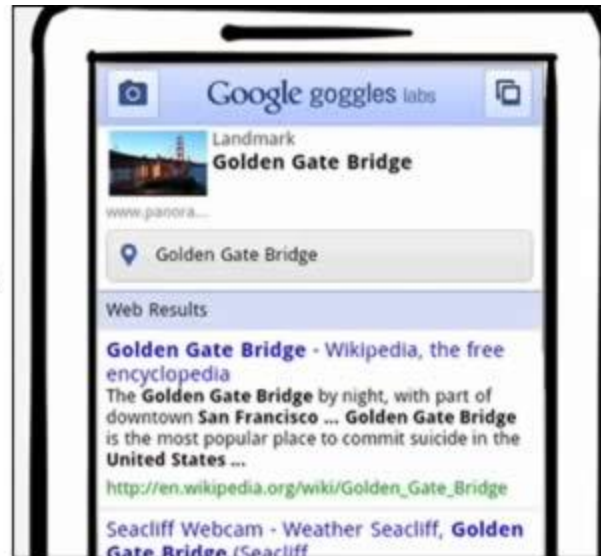 Google goggles labs
Landmark
Golden Gate Bridge
www.panora...
Golden Gate Bridge
Web Results
Golden Gate Bridge - Wikipedia, the free
encyclopedia
The Golden Gate Bridge by night, with part of
downtown San Francisco ... Golden Gate Bridge
is the most popular place to commit suicide in the
United States ...
http://en.wikipedia.org/wiki/Golden_Gate_Bridge
Seacliff Webcam - Weather Seacliff, Golden
Gate Bridge (Seacliff